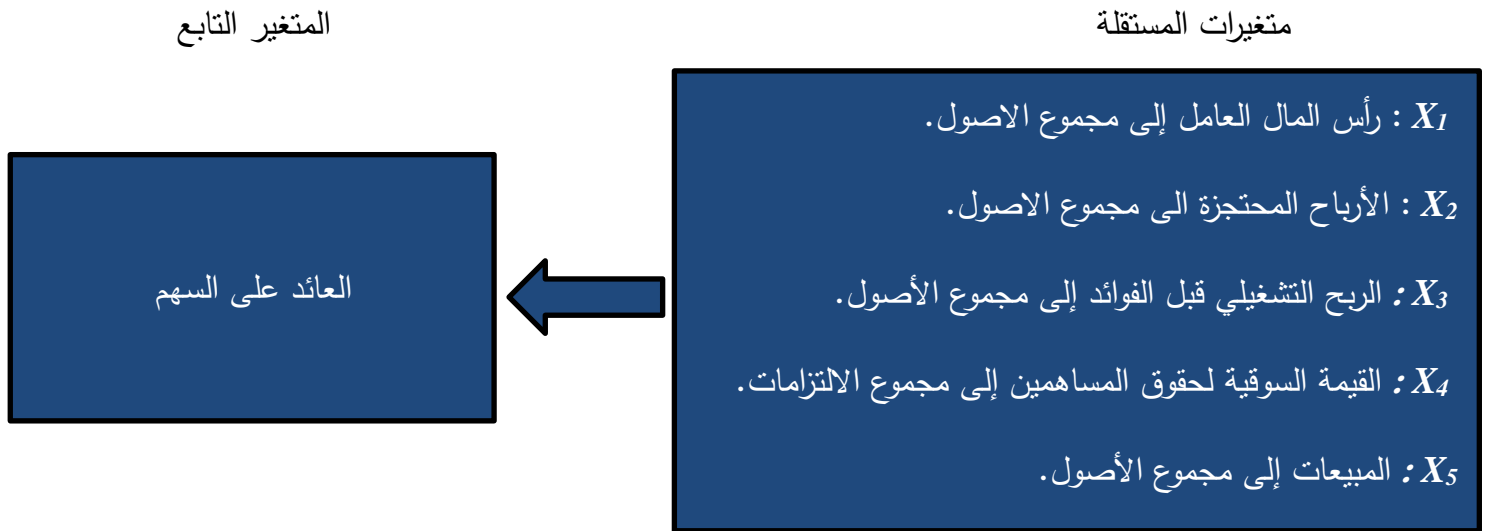 متغيرات المستقلة
المتغير التابع
X1 : رأس المال العامل إلى مجموع الاصول.
X2 : الأرباح المحتجزة الى مجموع الاصول.
X3 : الربح التشغيلي قبل الفوائد إلى مجموع الأصول.
X4 : القيمة السوقية لحقوق المساهمين إلى مجموع الالتزامات.
X5 : المبيعات إلى مجموع الأصول.
العائد على السهم